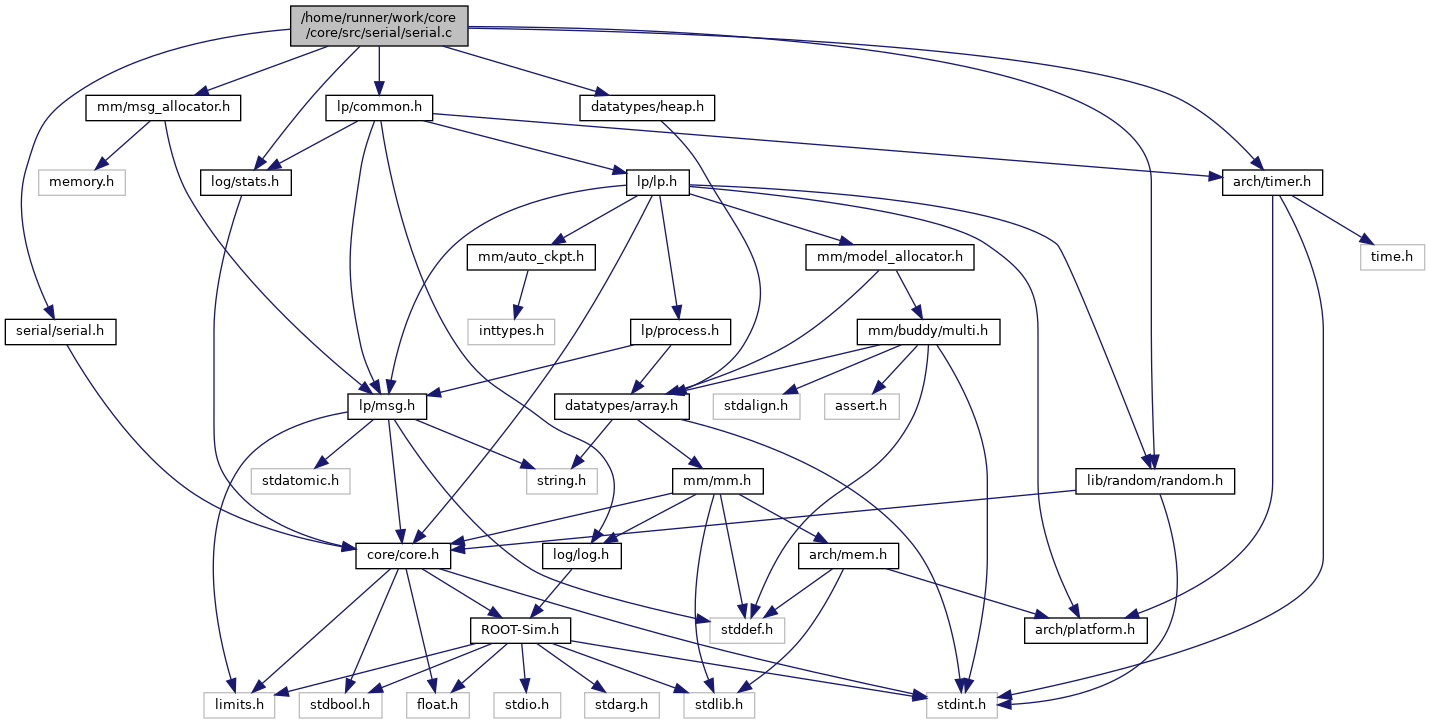 /home/runner/work/core
/core/src/serial/serial.c
mm/msg_allocator.h
lp/common.h
datatypes/heap.h
memory.h
log/stats.h
lp/lp.h
arch/timer.h
mm/auto_ckpt.h
mm/model_allocator.h
time.h
serial/serial.h
inttypes.h
lp/process.h
mm/buddy/multi.h
lp/msg.h
datatypes/array.h
stdalign.h
assert.h
stdatomic.h
string.h
mm/mm.h
lib/random/random.h
core/core.h
log/log.h
arch/mem.h
ROOT-Sim.h
stddef.h
arch/platform.h
limits.h
stdbool.h
float.h
stdio.h
stdarg.h
stdlib.h
stdint.h